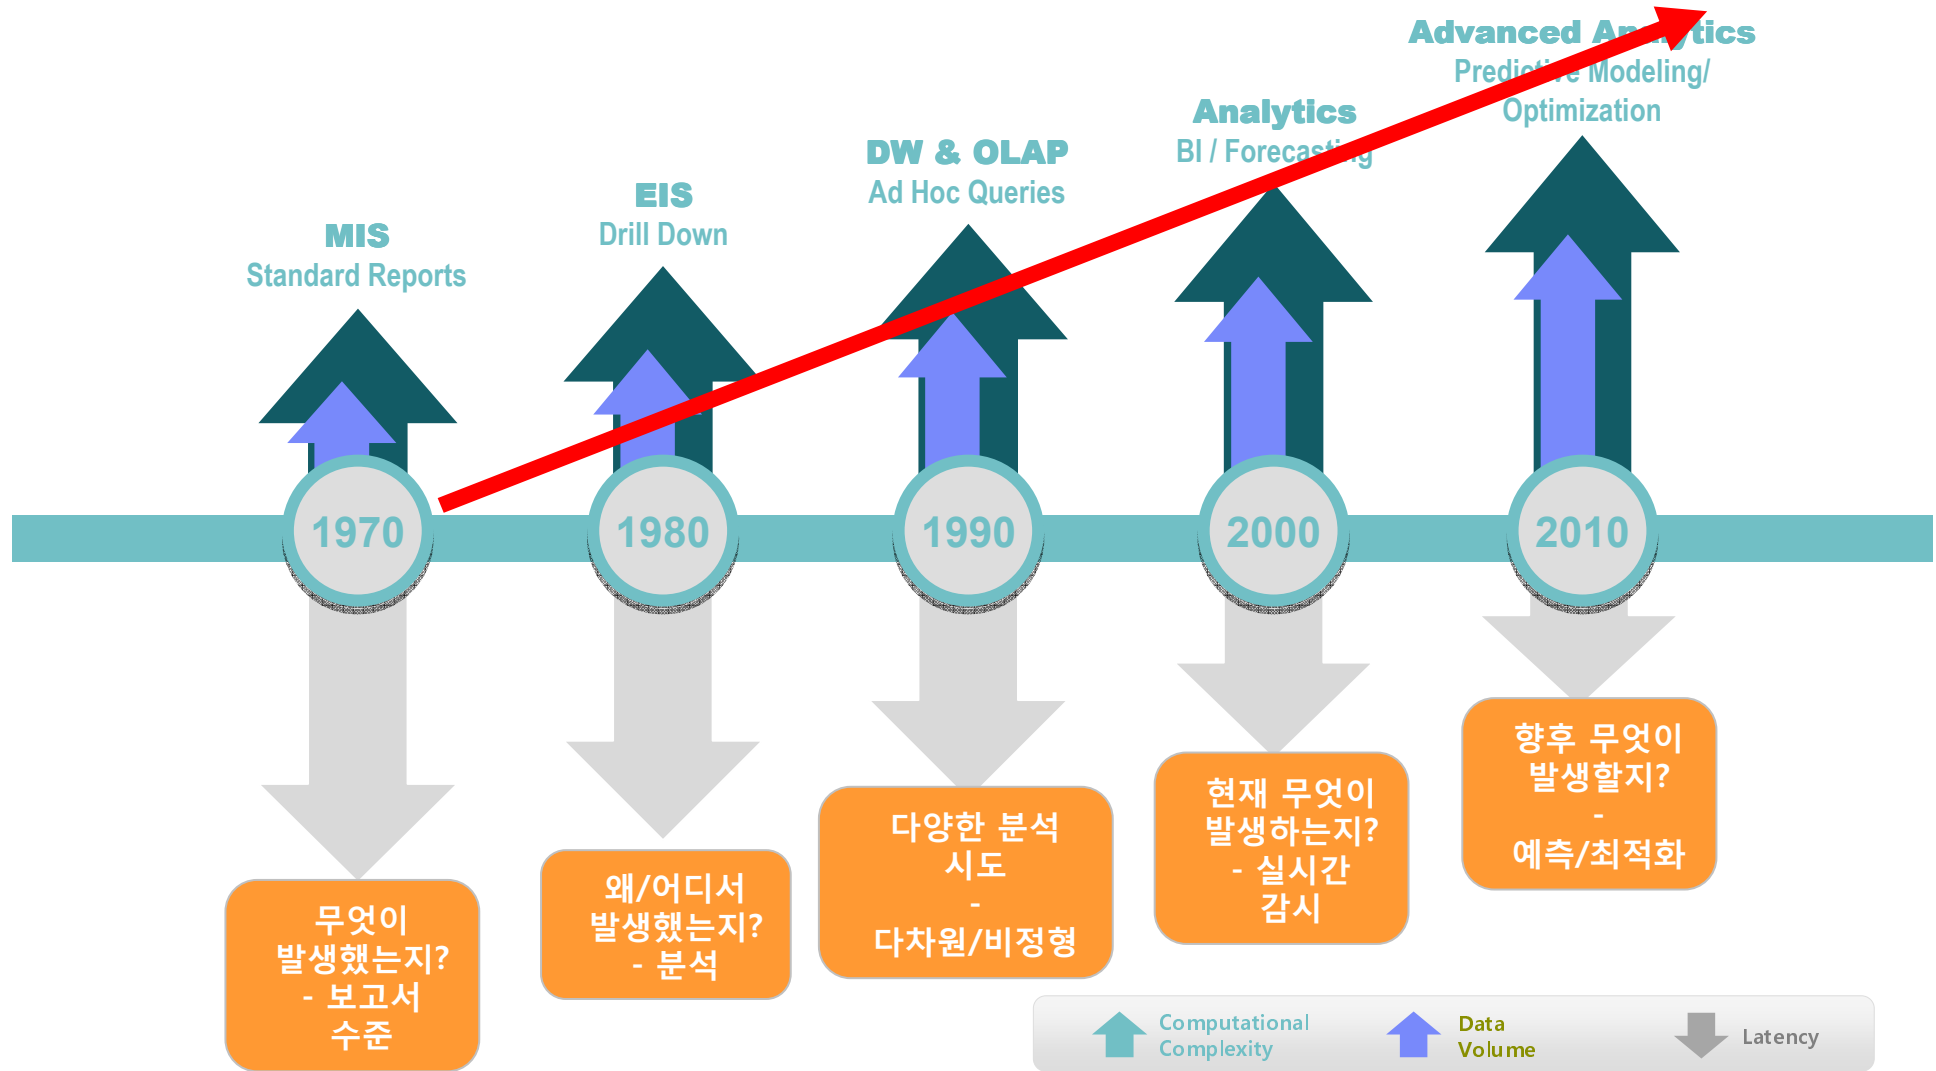 MIS
Standard Reports
EIS
Drill Down
DW & OLAP
Ad Hoc Queries
Analytics
BI / Forecasting
Advanced Analytics
Predictive Modeling/
Optimization
1970
1980
1990
2000
2010
무엇이
발생했는지?
- 보고서
수준
왜/어디서
발생했는지?
- 분석
다양한 분석
시도
-
다차원/비정형
현재 무엇이
발생하는지?
- 실시간
감시
향후 무엇이
발생할지?
-
예측/최적화
Computational
Complexity
Data
Volume
Latency